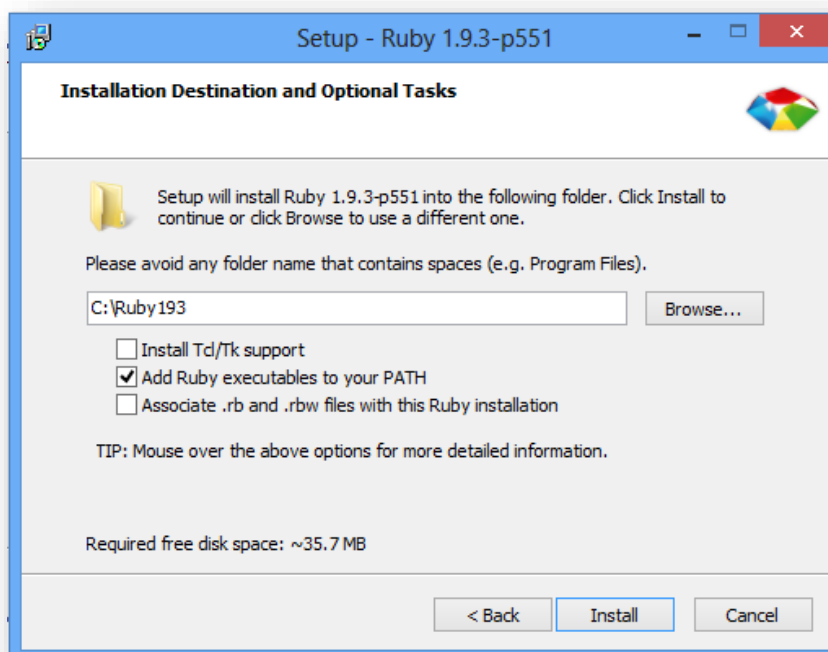 Setup - Ruby 1.9.3-p551
Installation Destination and Optional Tasks
Setup will install Ruby 1.9.3-p551 into the following folder. Click Install to
continue or click Browse to use a different one.
Please avoid any folder name that contains spaces (e.g. Program Files).
C:\Ruby193
Browse...
Install Tcl/Tk support
Add Ruby executables to your PATH
Associate .rb and .rbw files with this Ruby installation
TIP: Mouse over the above options for more detailed information.
Required free disk space: ~35.7 MB
< Back
Install
Cancel